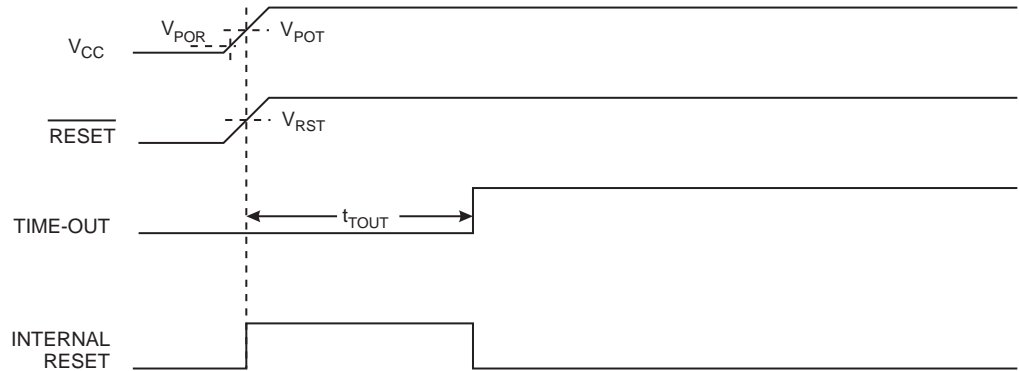 V_POR
V_POT
V_CC
RESET
V_RST
TIME-OUT
t_TOUT
INTERNAL
RESET